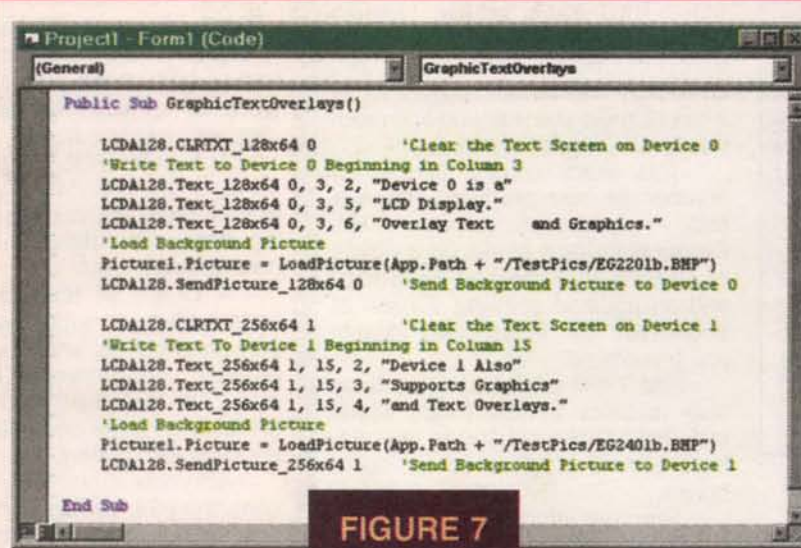 Project1 - Form1 (Code)
(General) GraphicTextOverlays
Public Sub GraphicTextOverlays()
LCDA128.CLRTXT_128x64 0 'Clear the Text Screen on Device 0
'Write Text to Device 0 Beginning in Column 3
LCDA128.Text_128x64 0, 3, 2, "Device 0 is a"
LCDA128.Text_128x64 0, 3, 5, "LCD Display."
LCDA128.Text_128x64 0, 3, 6, "Overlay Text    and Graphics."
'Load Background Picture
Picture1.Picture = LoadPicture(App.Path + "/TestPics/EG2201b.BMP")
LCDA128.SendPicture_128x64 0 'Send Background Picture to Device 0
LCDA128.CLRTXT_256x64 1 'Clear the Text Screen on Device 1
'Write Text To Device 1 Beginning in Column 15
LCDA128.Text_256x64 1, 15, 2, "Device 1 Also"
LCDA128.Text_256x64 1, 15, 3, "Supports Graphics"
LCDA128.Text_256x64 1, 15, 4, "and Text Overlays."
'Load Background Picture
Picture1.Picture = LoadPicture(App.Path + "/TestPics/EG2401b.BMP")
LCDA128.SendPicture_256x64 1 'Send Background Picture to Device 1
End Sub
FIGURE 7